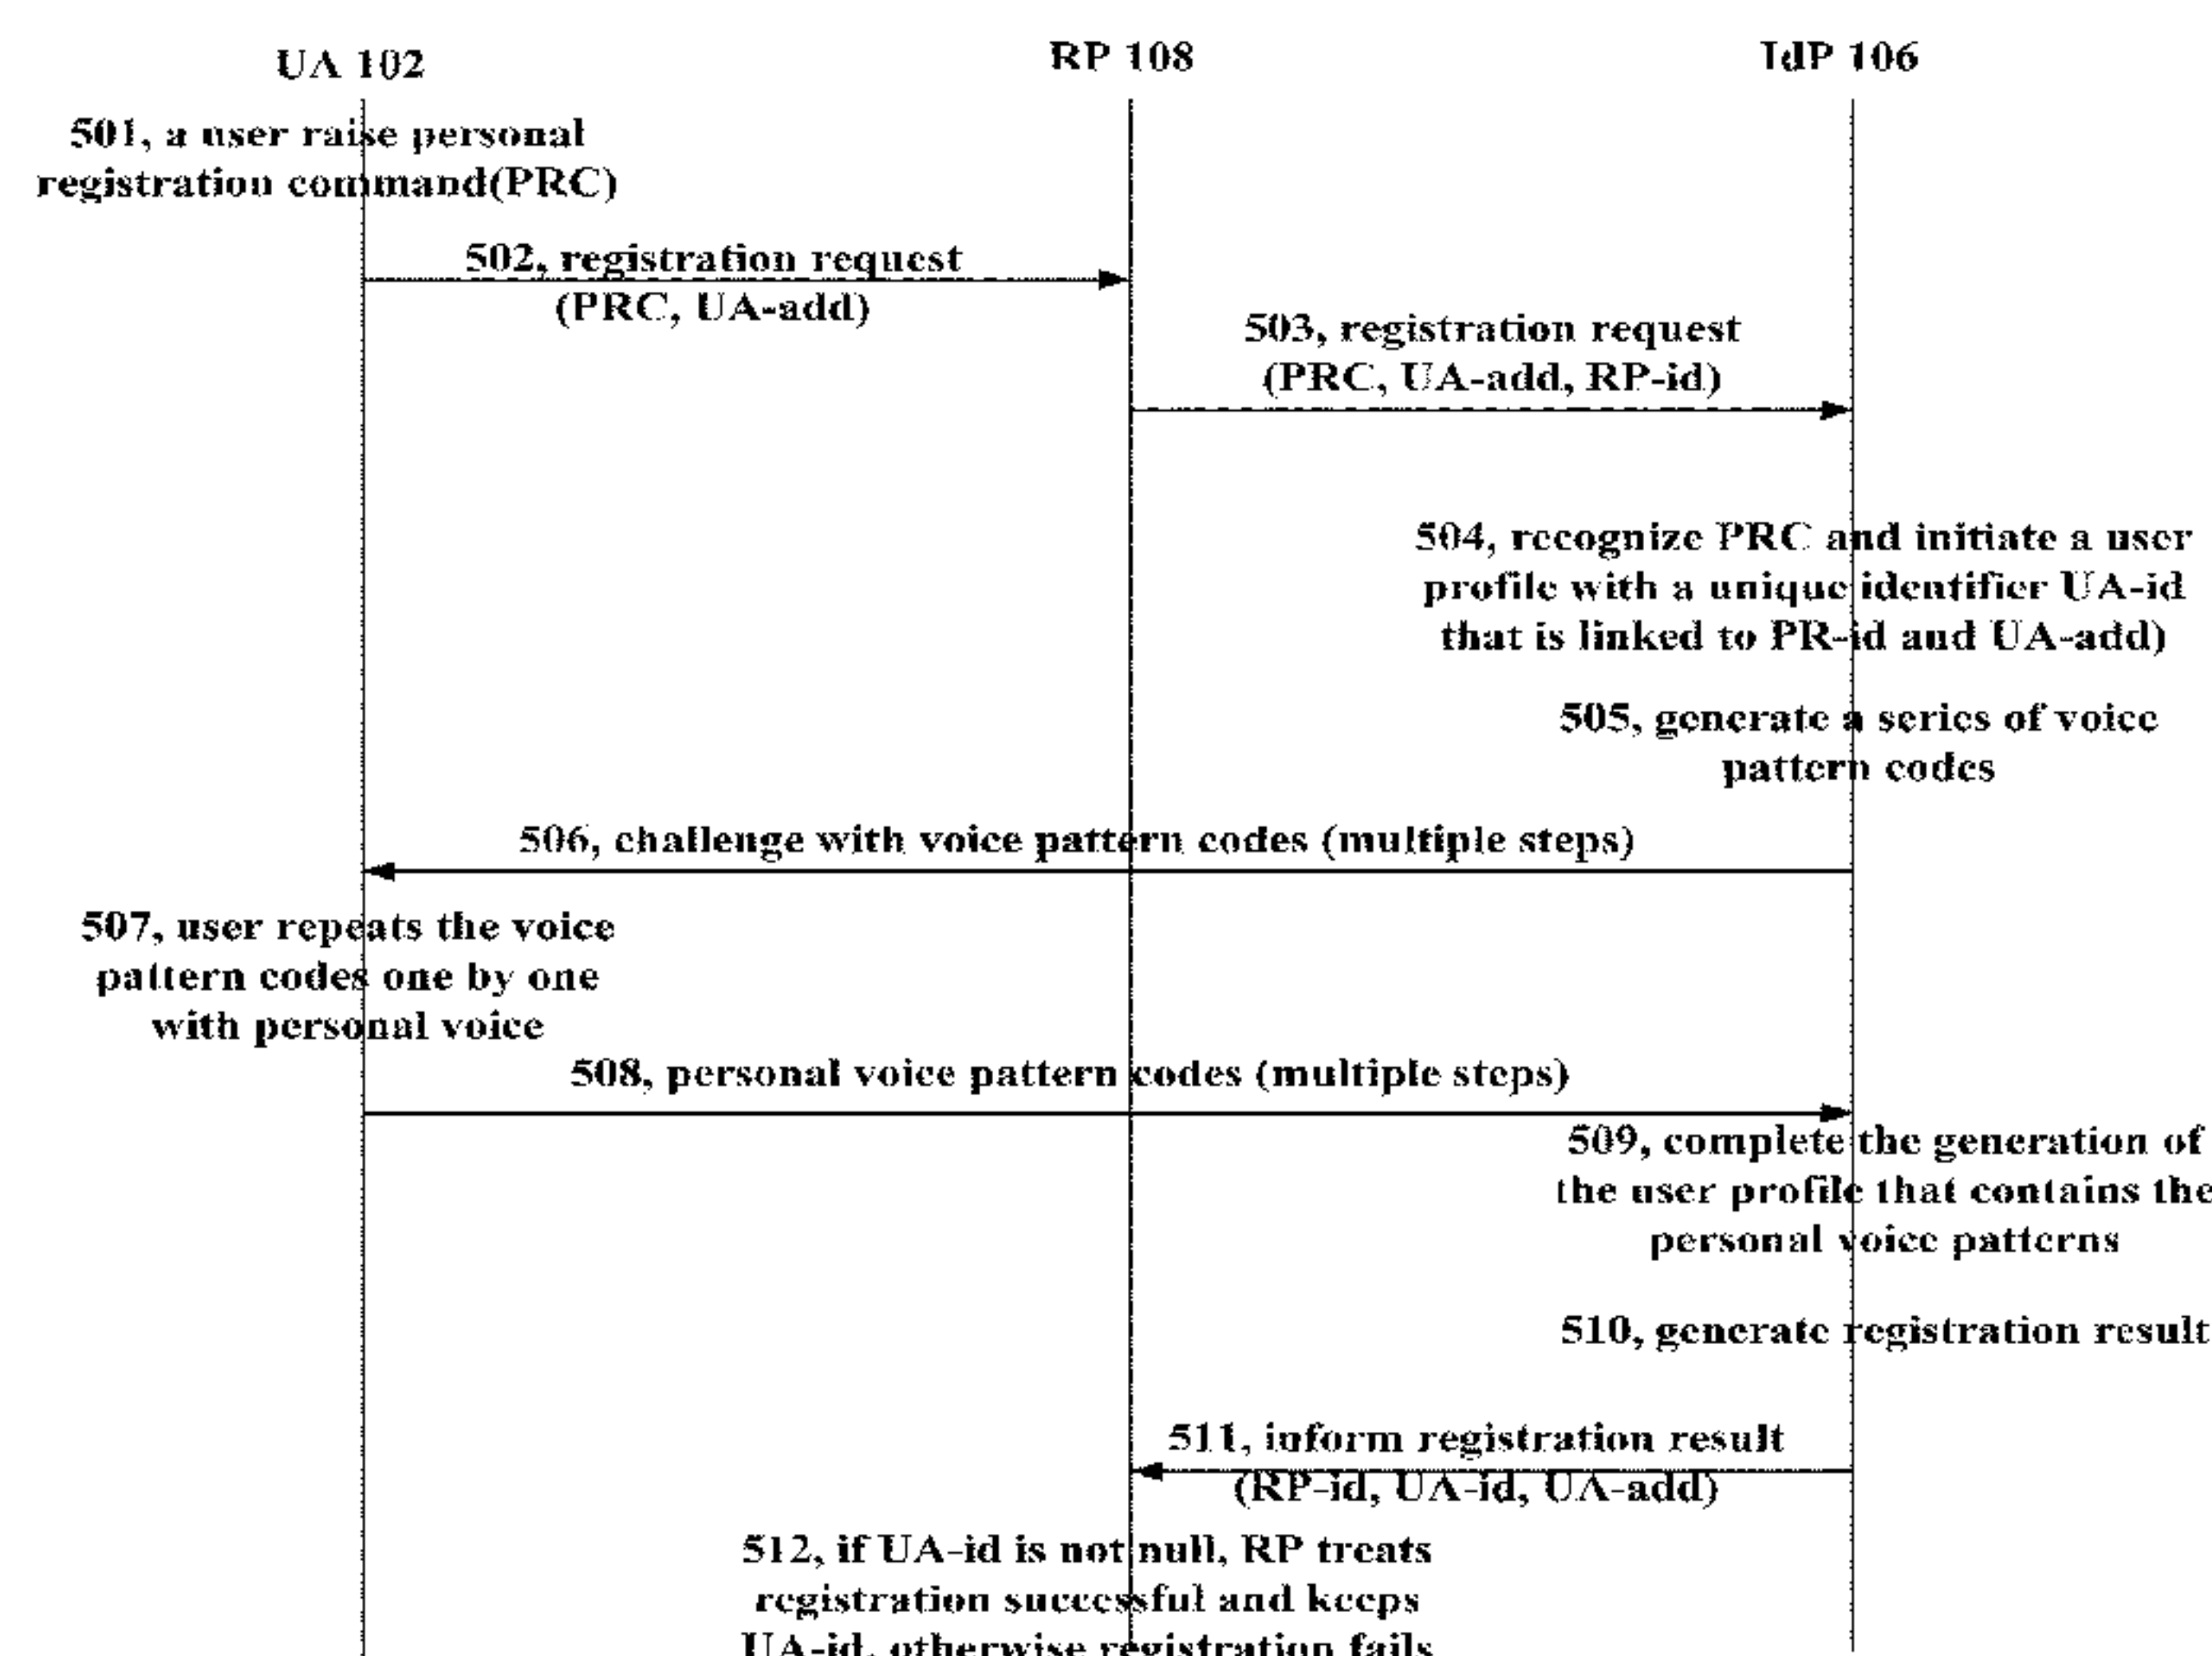 UA 102
RP 108
IdP 106
501, a user raise personal
registration command(PRC)
502, registration request
(PRC, UA-add)
503, registration request
(PRC, UA-add, RP-id)
504, recognize PRC and initiate a user
profile with a unique identifier UA-id
that is linked to PR-id and UA-add)
505, generate a series of voice
pattern codes
506, challenge with voice pattern codes (multiple steps)
507, user repeats the voice
pattern codes one by one
with personal voice
508, personal voice pattern codes (multiple steps)
509, complete the generation of
the user profile that contains the
personal voice patterns
510, generate registration result
511, inform registration result
(RP-id, UA-id, UA-add)
512, if UA-id is not null, RP treats
registration successful and keeps
UA-id, otherwise registration fails